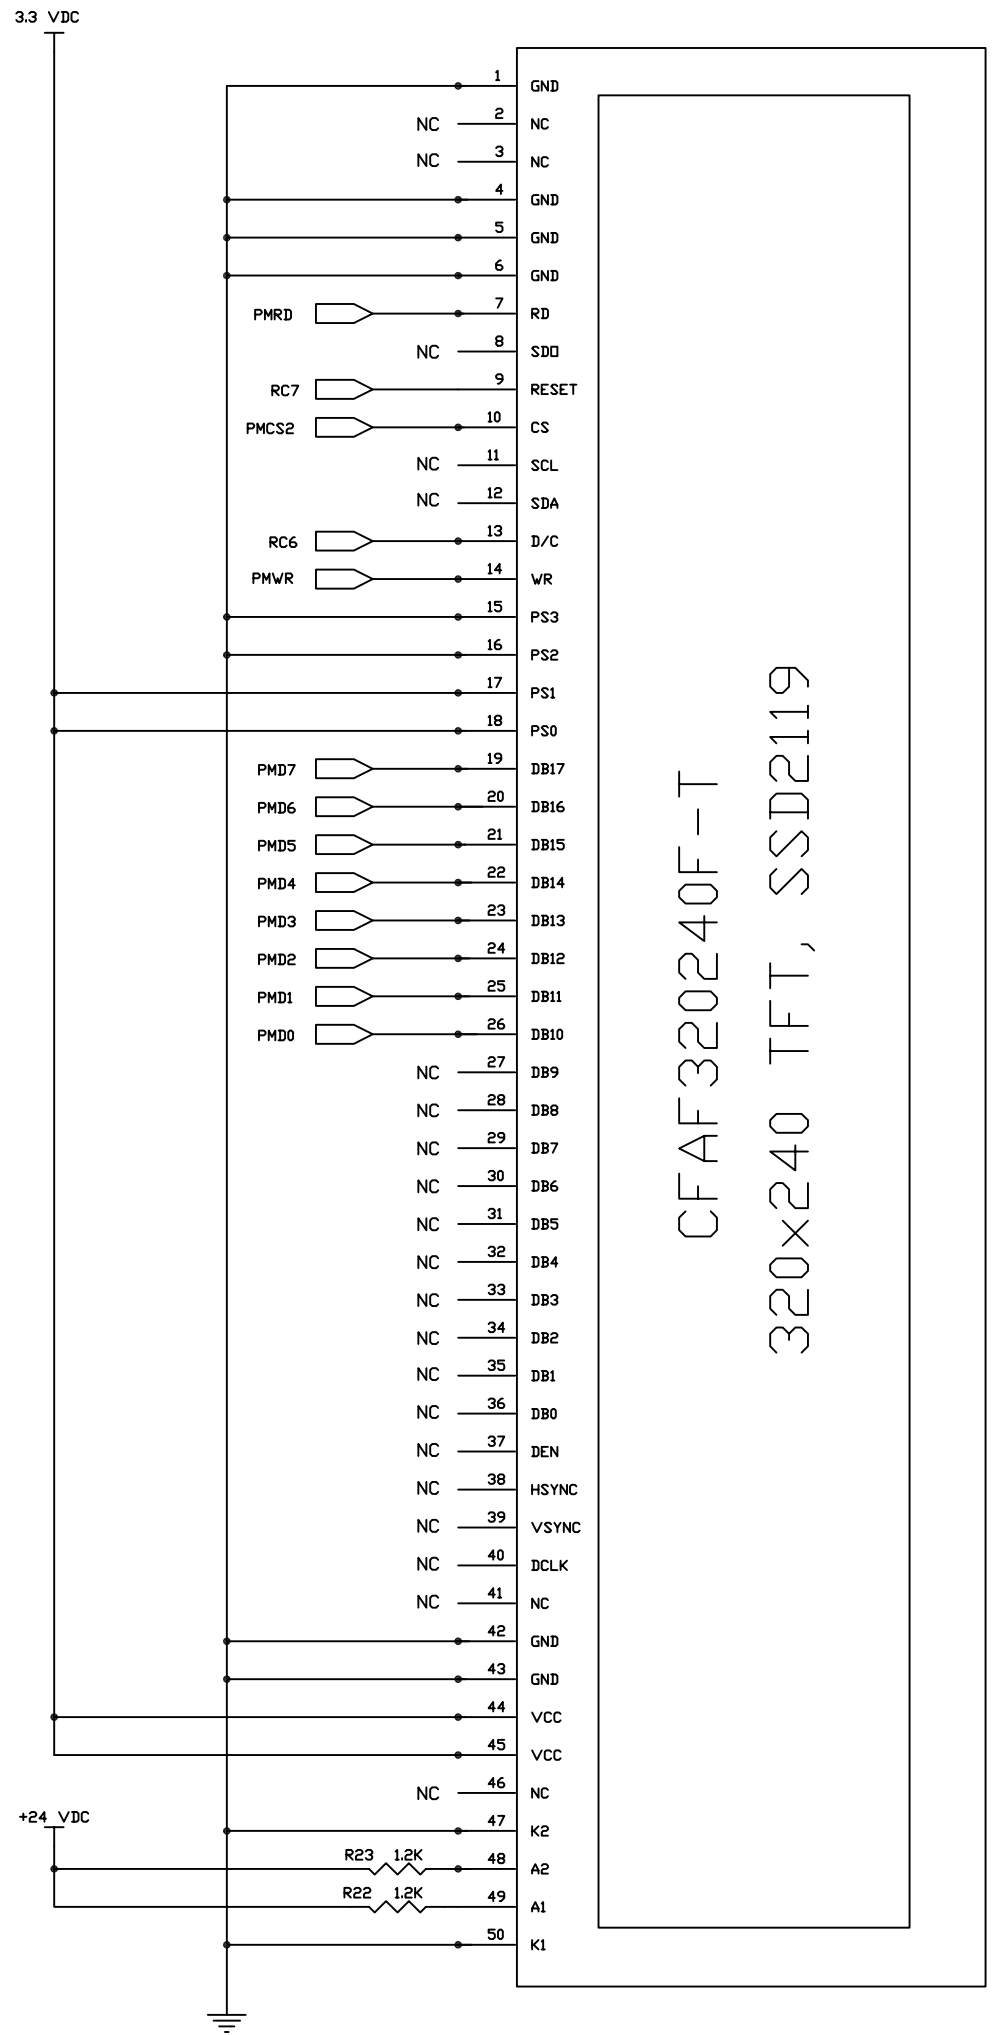 3.3 VDC
1 GND
NC 2 NC
NC 3 NC
4 GND
5 GND
6 GND
PMRD 7 RD
NC 8 SDO
RC7 9 RESET
PMCS2 10 CS
NC 11 SCL
NC 12 SDA
RC6 13 D/C
PMWR 14 WR
15 PS3
16 PS2
17 PS1
18 PS0
PMD7 19 DB17
PMD6 20 DB16
PMD5 21 DB15
PMD4 22 DB14
PMD3 23 DB13
PMD2 24 DB12
PMD1 25 DB11
PMD0 26 DB10
NC 27 DB9
NC 28 DB8
NC 29 DB7
NC 30 DB6
NC 31 DB5
NC 32 DB4
NC 33 DB3
NC 34 DB2
NC 35 DB1
NC 36 DB0
NC 37 DEN
NC 38 HSYNC
NC 39 VSYNC
NC 40 DCLK
NC 41 NC
42 GND
43 GND
44 VCC
45 VCC
NC 46 NC
+24 VDC
47 K2
R23 1.2K 48 A2
R22 1.2K 49 A1
50 K1
CFAF320240F-T
320x240 TFT, SSD2119